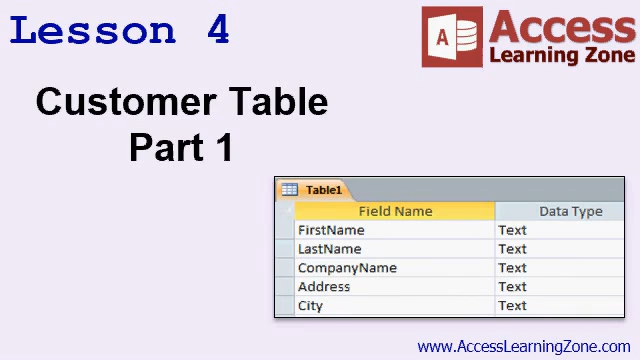 Lesson 4
A
Access
Learning Zone
Customer Table
Part 1
Table1
Field Name Data Type
FirstName Text
LastName Text
CompanyName Text
Address Text
City Text
www.AccessLearningZone.com